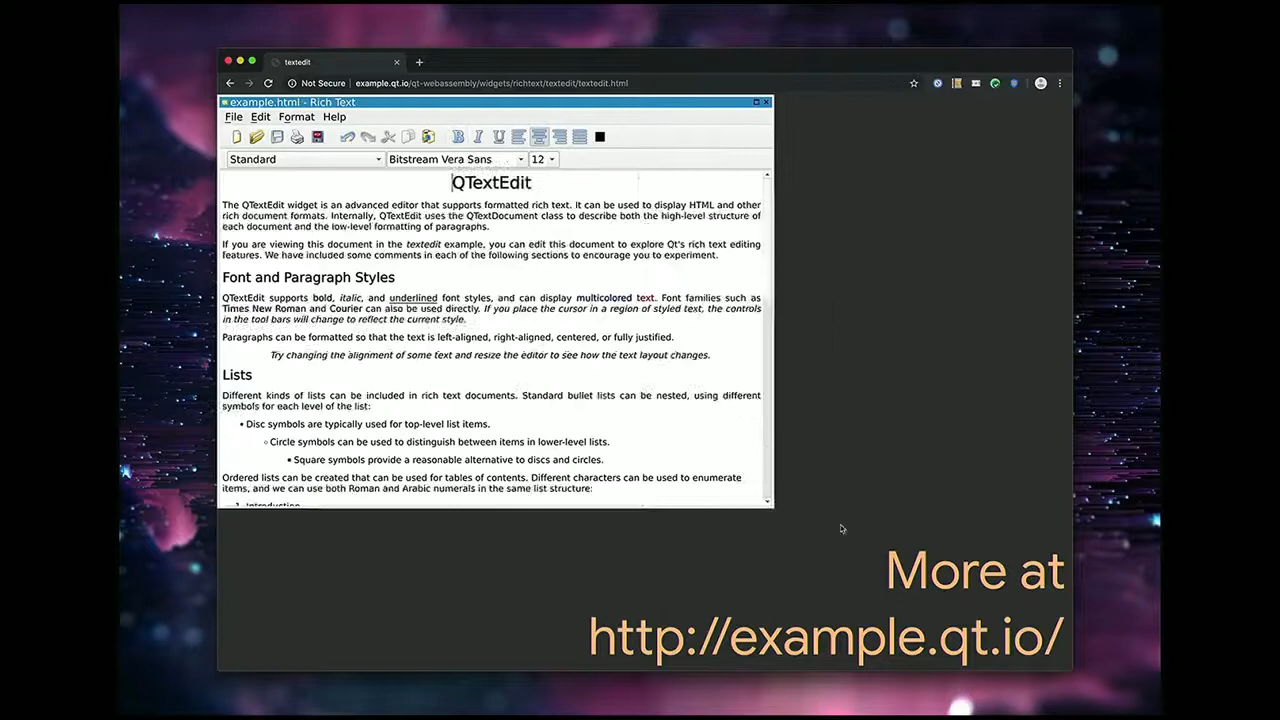 textedit
Not Secure example.qt.io/qt-webassembly/widgets/richtext/textedit/textedit.html
example.html - Rich Text
File Edit Format Help
B I U
Standard Bitstream Vera Sans 12
QTextEdit
The QTextEdit widget is an advanced editor that supports formatted rich text. It can be used to display HTML and other
rich document formats. Internally, QTextEdit uses the QTextDocument class to describe both the high-level structure of
each document and the low-level formatting of paragraphs.
If you are viewing this document in the textedit example, you can edit this document to explore Qt's rich text editing
features. We have included some comments in each of the following sections to encourage you to experiment.
Font and Paragraph Styles
QTextEdit supports bold, italic, and underlined font styles, and can display multicolored text. Font families such as
Times New Roman and Courier can also be used directly. If you place the cursor in a region of styled text, the controls
in the tool bars will change to reflect the current style.
Paragraphs can be formatted so that the text is left-aligned, right-aligned, centered, or fully justified.
Try changing the alignment of some text and resize the editor to see how the text layout changes.
Lists
Different kinds of lists can be included in rich text documents. Standard bullet lists can be nested, using different
symbols for each level of the list:
• Disc symbols are typically used for top-level list items.
◦ Circle symbols can be used to distinguish between items in lower-level lists.
▪ Square symbols provide a reasonable alternative to discs and circles.
Ordered lists can be created that can be used for tables of contents. Different characters can be used to enumerate
items, and we can use both Roman and Arabic numerals in the same list structure:
1. Introduction
More at
http://example.qt.io/